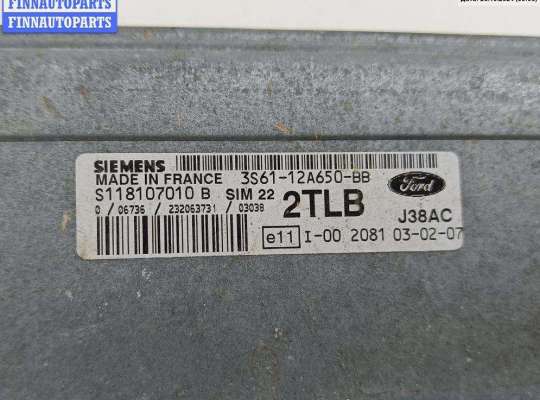 FINNAUTOPARTS
FINNAUTOPARTS
SIEMENS
MADE IN FRANCE 3S61-12A650-BB
S118107010 B SIM 22
0 / 06736 / 232063731 / 03038
2TLB
Ford
J38AC
e11 I-00 2081 03-02-07